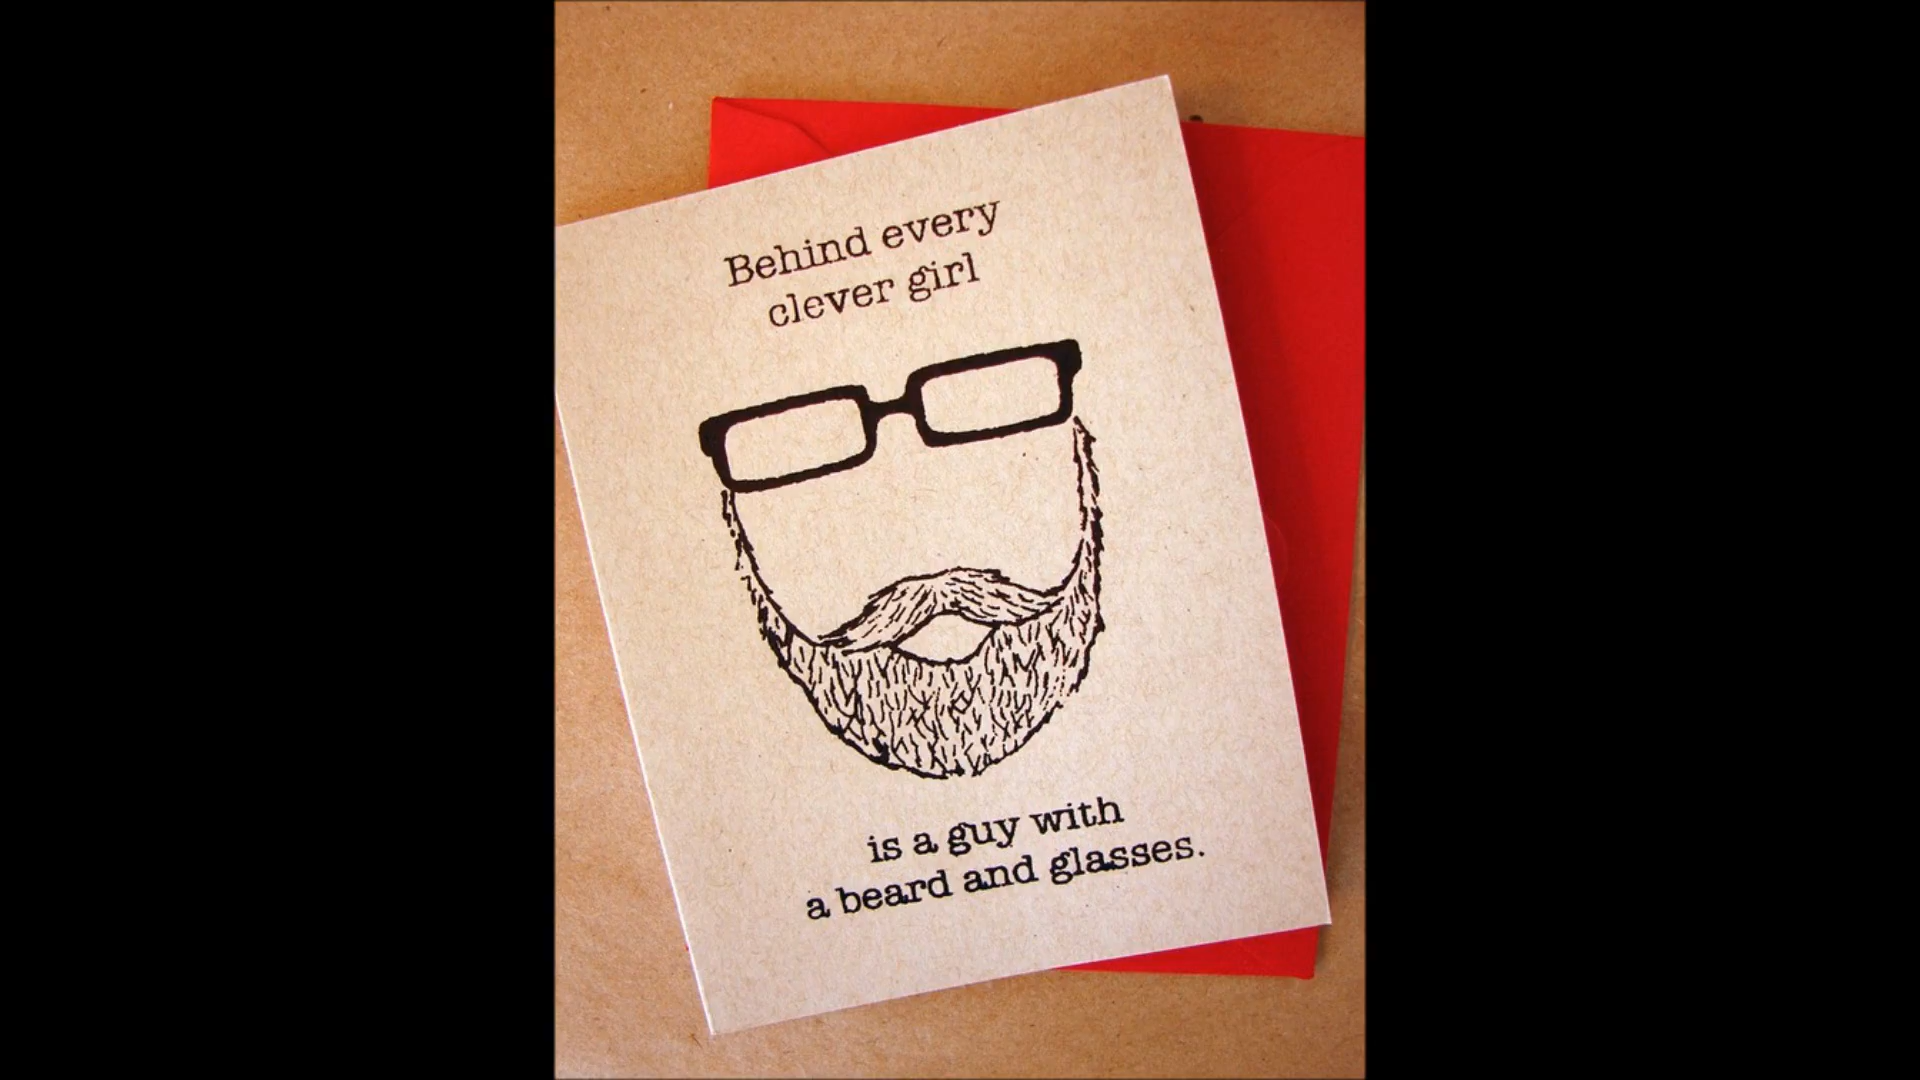 Behind every
clever girl
is a guy with
a beard and glasses.